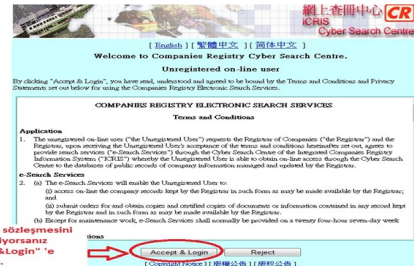 網上查冊中心 CR
ICRIS
Cyber Search Centre
[ English ] [ 繁體中文 ] [ 简体中文 ]
Welcome to Companies Registry Cyber Search Centre.
Unregistered on-line user
By clicking "Accept & Login", you have read, understood and agreed to be bound by the Terms and Conditions and Privacy
Statements set out below for using the Companies Registry Electronic Search Services.
COMPANIES REGISTRY ELECTRONIC SEARCH SERVICES
Terms and Conditions
Application
1. The unregistered on-line user ("the Unregistered User") requests the Registrar of Companies ("the Registrar") and the
Registrar, upon receiving the Unregistered User's acceptance of the terms and conditions hereinafter set out, agrees to
provide search services ("e-Search Services") through the Cyber Search Centre of the Integrated Companies Registry
Information System ("ICRIS") whereby the Unregistered User is able to obtain on-line access through the Cyber Search
Centre to the databases of public records of company information managed and updated by the Registrar.
e-Search Services
2. (a) The e-Search Services will enable the Unregistered User to
(i) access on-line the company records kept by the Registrar in such form as may be made available by the Registrar;
and
(ii) submit orders for and obtain copies and certified copies of documents or information contained in any record kept
by the Registrar and in such form as may be made available by the Registrar.
(b) Except for maintenance work, e-Search Services shall normally be provided on a twenty four-hour seven-day week
sözleşmesini
iyorsanız
&Login" 'e
Accept & Login Reject
[ Copyright Notice ] [ 版權公告 ] [ 版权公告 ]